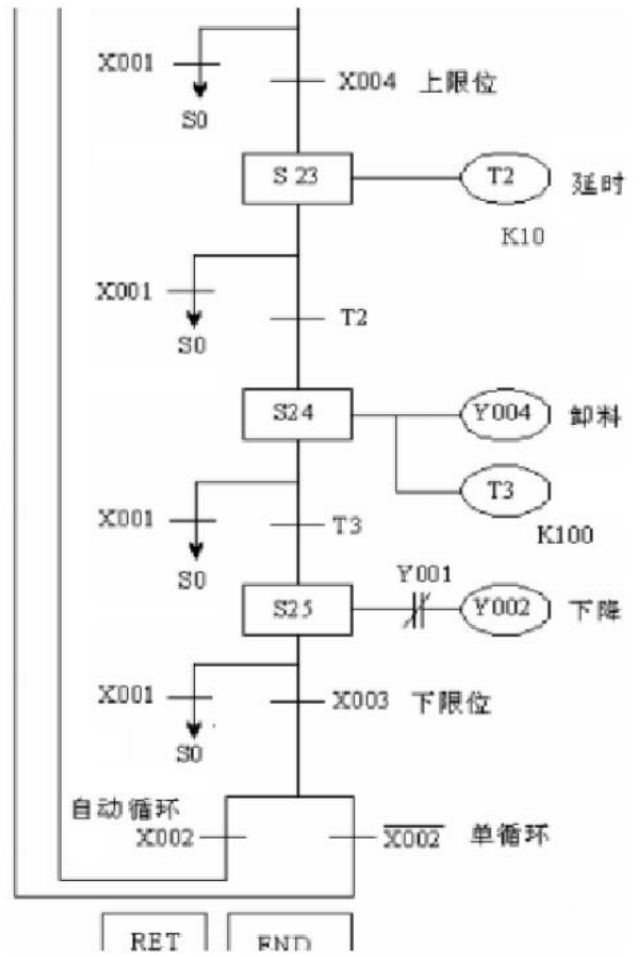 X001
X004 上限位
S0
S 23
T2
延时
K10
X001
T2
S0
S24
Y004
卸料
T3
K100
X001
T3
S0
Y001
S25
Y002
下降
X001
X003 下限位
S0
自动循环
X002
X002 单循环
RET
END